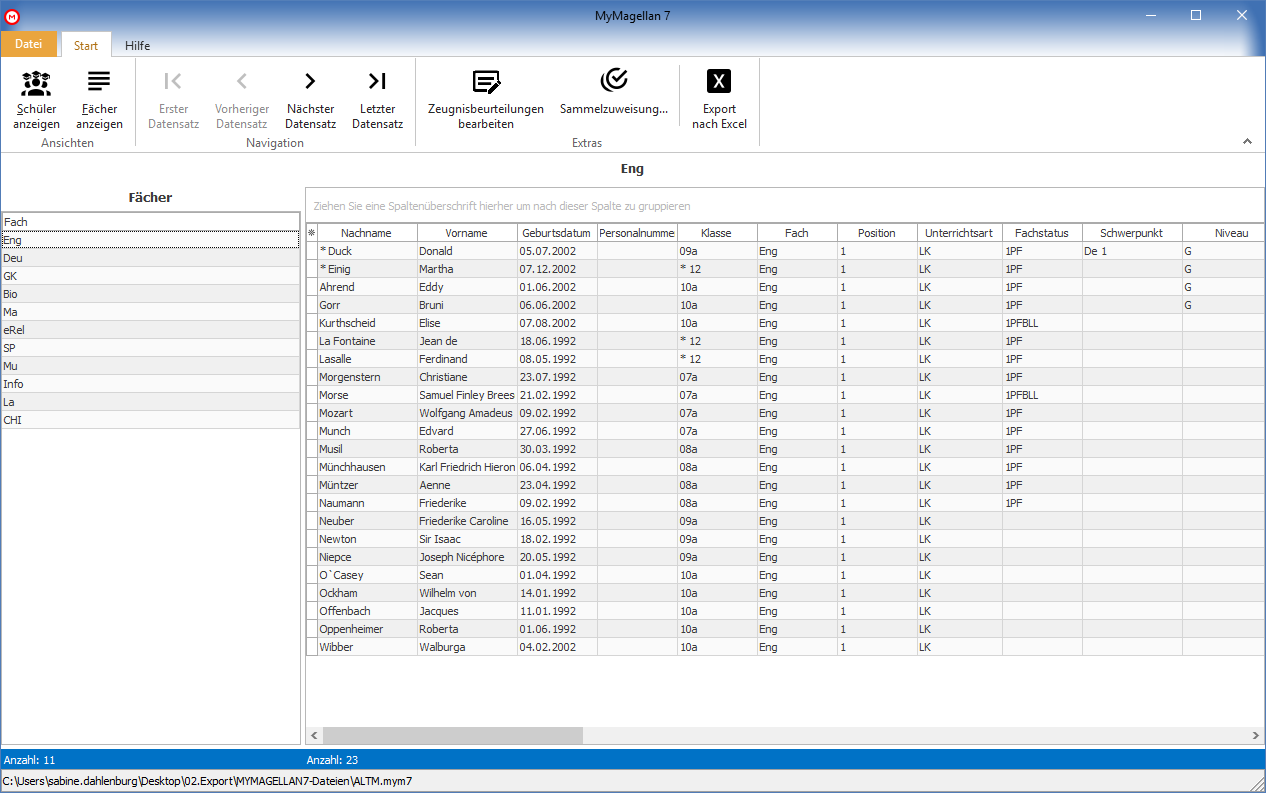 MyMagellan 7
Datei Start Hilfe
Schüler anzeigen
Fächer anzeigen
Ansichten
Erster Datensatz
Vorheriger Datensatz
Nächster Datensatz
Letzter Datensatz
Navigation
Zeugnisbeurteilungen bearbeiten
Sammelzuweisung...
X
Export nach Excel
Extras
Eng
Fächer
Fach
Eng
Deu
GK
Bio
Ma
eRel
SP
Mu
Info
La
CHI
Ziehen Sie eine Spaltenüberschrift hierher um nach dieser Spalte zu gruppieren
Nachname Vorname Geburtsdatum Personalnumme Klasse Fach Position Unterrichtsart Fachstatus Schwerpunkt Niveau
* Duck Donald 05.07.2002 09a Eng 1 LK 1PF De 1 G
* Einig Martha 07.12.2002 * 12 Eng 1 LK 1PF G
Ahrend Eddy 01.06.2002 10a Eng 1 LK 1PF G
Gorr Bruni 06.06.2002 10a Eng 1 LK 1PF G
Kurthscheid Elise 07.08.2002 10a Eng 1 LK 1PFBLL
La Fontaine Jean de 18.06.1992 * 12 Eng 1 LK 1PF
Lasalle Ferdinand 08.05.1992 * 12 Eng 1 LK 1PF
Morgenstern Christiane 23.07.1992 07a Eng 1 LK 1PF
Morse Samuel Finley Brees 21.02.1992 07a Eng 1 LK 1PFBLL
Mozart Wolfgang Amadeus 09.02.1992 07a Eng 1 LK 1PF
Munch Edvard 27.06.1992 07a Eng 1 LK 1PF
Musil Roberta 30.03.1992 08a Eng 1 LK 1PF
Münchhausen Karl Friedrich Hieron 06.04.1992 08a Eng 1 LK 1PF
Müntzer Aenne 23.04.1992 08a Eng 1 LK 1PF
Naumann Friederike 09.02.1992 08a Eng 1 LK 1PF
Neuber Friederike Caroline 16.05.1992 09a Eng 1 LK
Newton Sir Isaac 18.02.1992 09a Eng 1 LK
Niepce Joseph Nicéphore 20.05.1992 09a Eng 1 LK
O`Casey Sean 01.04.1992 10a Eng 1 LK
Ockham Wilhelm von 14.01.1992 10a Eng 1 LK
Offenbach Jacques 11.01.1992 10a Eng 1 LK
Oppenheimer Roberta 01.06.1992 10a Eng 1 LK
Wibber Walburga 04.02.2002 10a Eng 1 LK
Anzahl: 11 Anzahl: 23
C:\Users\sabine.dahlenburg\Desktop\02.Export\MYMAGELLAN7-Dateien\ALTM.mym7